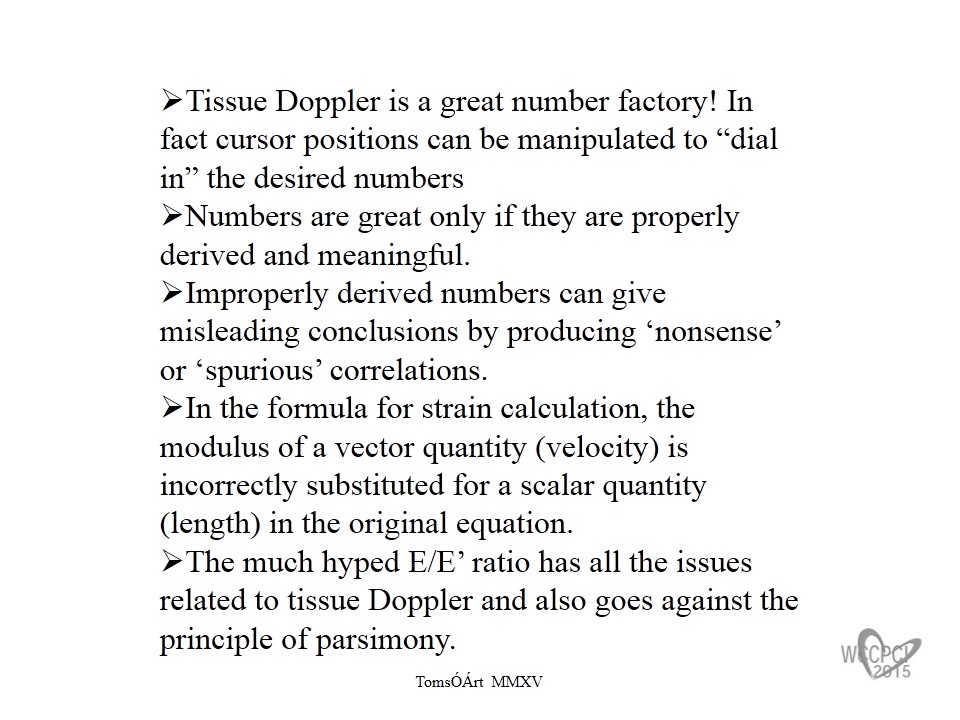 ➢Tissue Doppler is a great number factory! In
fact cursor positions can be manipulated to “dial
in” the desired numbers
➢Numbers are great only if they are properly
derived and meaningful.
➢Improperly derived numbers can give
misleading conclusions by producing ‘nonsense’
or ‘spurious’ correlations.
➢In the formula for strain calculation, the
modulus of a vector quantity (velocity) is
incorrectly substituted for a scalar quantity
(length) in the original equation.
➢The much hyped E/E’ ratio has all the issues
related to tissue Doppler and also goes against the
principle of parsimony.
WCCPCI
2015
TomsÓÁrt MMXV